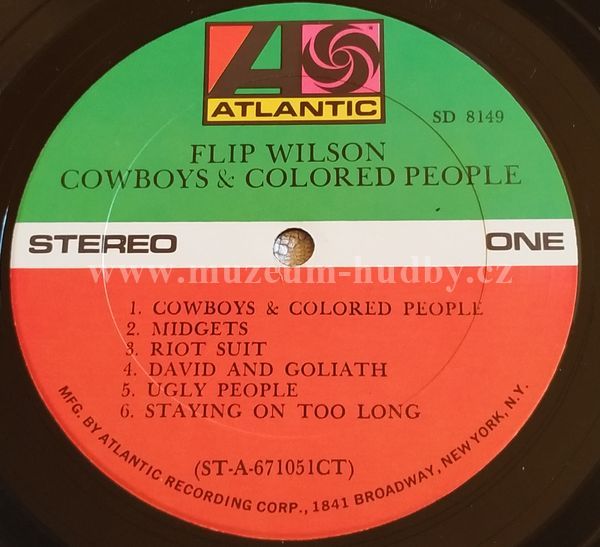 ATLANTIC
SD 8149
FLIP WILSON
COWBOYS & COLORED PEOPLE
STEREO
ONE
www.muzeum-hudby.cz
1. COWBOYS & COLORED PEOPLE
2. MIDGETS
3. RIOT SUIT
4. DAVID AND GOLIATH
5. UGLY PEOPLE
6. STAYING ON TOO LONG
(ST-A-671051CT)
MFG. BY ATLANTIC RECORDING CORP., 1841 BROADWAY, NEW YORK, N.Y.